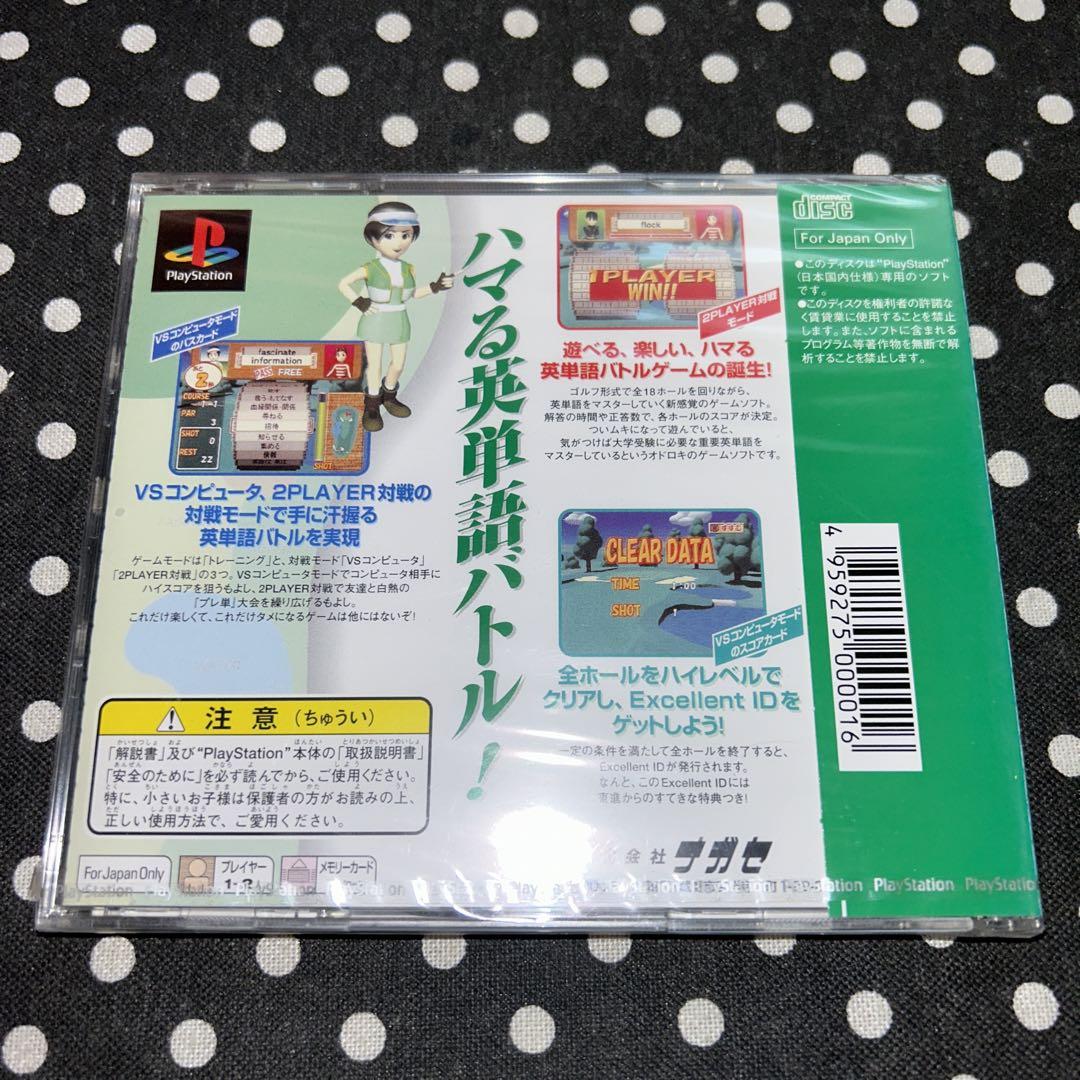 PlayStation
VSコンピュータモード
のパスカード
fascinate
information
PASS FREE
あと
2
COURSE
1-1
PAR
3
SHOT
0
REST
22
血縁関係・関係
尋ねる
招待
知らせる
集める
SHOT
VSコンピュータ、2PLAYER対戦の
対戦モードで手に汗握る
英単語バトルを実現
ゲームモードは「トレーニング」と、対戦モード「VSコンピュータ」
「2PLAYER対戦」の3つ。VSコンピュータモードでコンピュータ相手に
ハイスコアを狙うもよし、2PLAYER対戦で友達と白熱の
「プレ単」大会を繰り広げるもよし。
これだけ楽しくて、これだけタメになるゲームは他にはないぞ!
ハマる英単語バトル!
flock
1PLAYER
WIN!!
2PLAYER対戦
モード
遊べる、楽しい、ハマる
英単語バトルゲームの誕生!
ゴルフ形式で全18ホールを回りながら、
英単語をマスターしていく新感覚のゲームソフト。
解答の時間や正答数で、各ホールのスコアが決定。
ついムキになって遊んでいると、
気がつけば大学受験に必要な重要英単語を
マスターしているというオドロキのゲームソフトです。
すすむ
CLEAR DATA
TIME
SHOT
1
VSコンピュータモード
のスコアカード
全ホールをハイレベルで
クリアし、Excellent IDを
ゲットしよう!
一定の条件を満たして全ホールを終了すると、
Excellent IDが発行されます。
なんと、このExcellent IDには
東進からのすてきな特典つき!
COMPACT
disc
For Japan Only
●このディスクは“PlayStation”
(日本国内仕様)専用のソフト
です。
●このディスクを権利者の許諾な
く賃貸業に使用することを禁止
します。また、ソフトに含まれる
プログラム等著作物を無断で解
析することを禁止します。
4 959275 000016
注意(ちゅうい)
「解説書」及び“PlayStation”本体の「取扱説明書」
「安全のために」を必ず読んでから、ご使用ください。
特に、小さいお子様は保護者の方がお読みの上、
正しい使用方法で、ご愛用ください。
For Japan Only
プレイヤー
メモリーカード
会社 ナガセ
PlayStation PlayStation